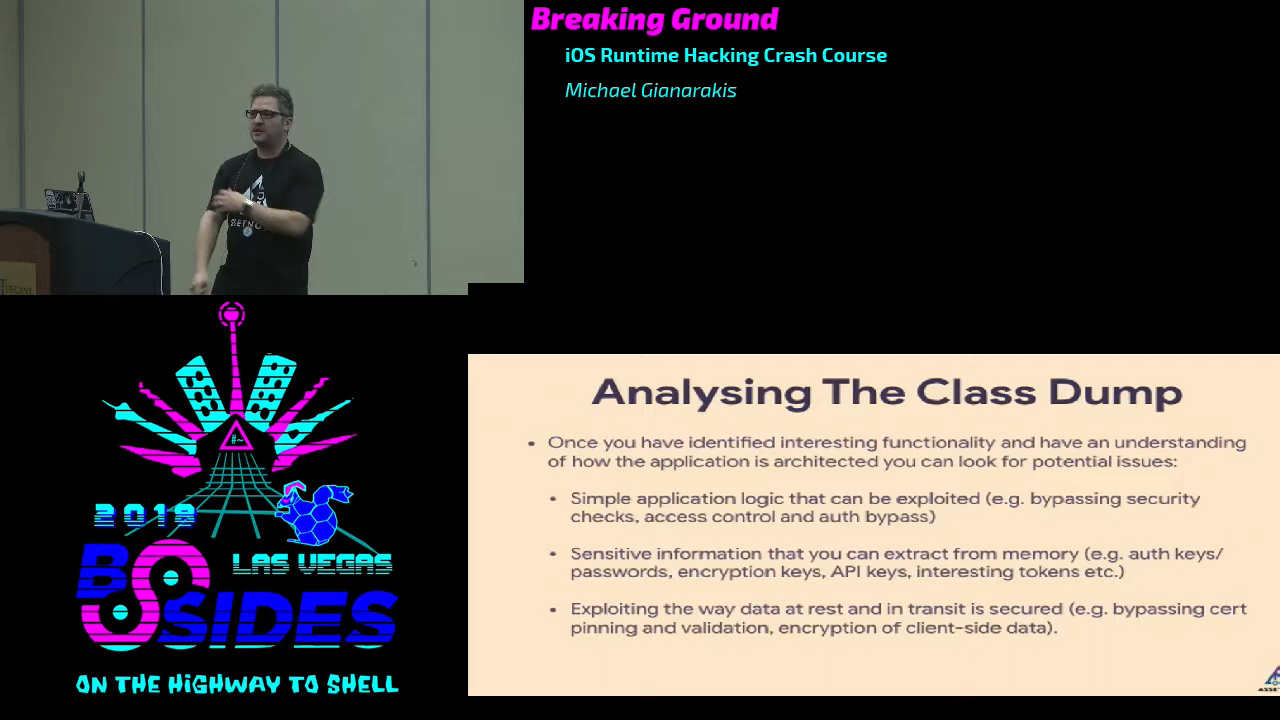 Breaking Ground
iOS Runtime Hacking Crash Course
Michael Gianarakis
TUSCANY
#~
2019
LAS VEGAS
BSIDES
ON THE HIGHWAY TO SHELL
Analysing The Class Dump
• Once you have identified interesting functionality and have an understanding
of how the application is architected you can look for potential issues:
• Simple application logic that can be exploited (e.g. bypassing security
checks, access control and auth bypass)
• Sensitive information that you can extract from memory (e.g. auth keys/
passwords, encryption keys, API keys, interesting tokens etc.)
• Exploiting the way data at rest and in transit is secured (e.g. bypassing cert
pinning and validation, encryption of client-side data).